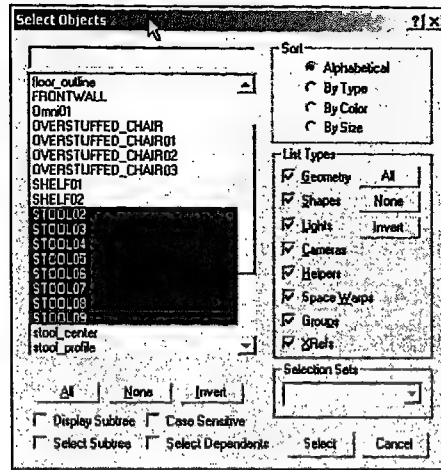 Select Objects
floor_outline
FRONTWALL
Omni01
OVERSTUFFED_CHAIR
OVERSTUFFED_CHAIR01
OVERSTUFFED_CHAIR02
OVERSTUFFED_CHAIR03
SHELF01
SHELF02
STOOL02
STOOL03
STOOL04
STOOL05
STOOL06
STOOL07
STOOL08
STOOL09
stool_center
stool_profile
All None Invert
Display Subtree Case Sensitive
Select Subtree Select Dependants
Sort
Alphabetical
By Type
By Color
By Size
List Types
Geometry All
Shapes None
Lights Invert
Cameras
Helpers
Space Warps
Groups
XRefs
Selection Sets
Select Cancel